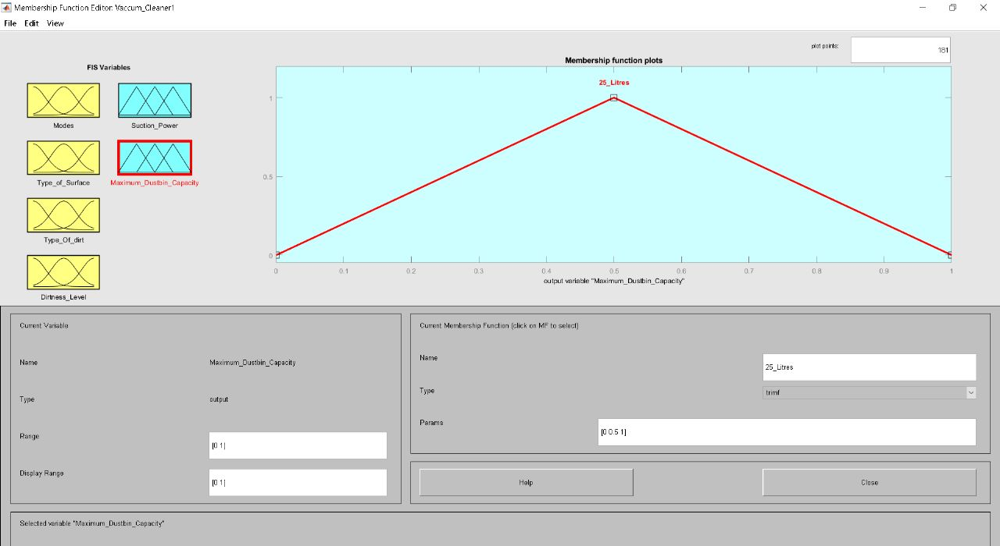 Membership Function Editor: Vaccum_Cleaner1
File Edit View
plot points: 181
FIS Variables
Membership function plots
25_Litres
Modes
Suction_Power
Type_of_Surface
Maximum_Dustbin_Capacity
Type_Of_dirt
Dirtness_Level
1
0.5
0
0 0.1 0.2 0.3 0.4 0.5 0.6 0.7 0.8 0.9 1
output variable "Maximum_Dustbin_Capacity"
Current Variable
Name Maximum_Dustbin_Capacity
Type output
Range [0 1]
Display Range [0 1]
Current Membership Function (click on MF to select)
Name 25_Litres
Type trimf
Params [0 0.5 1]
Help Close
Selected variable "Maximum_Dustbin_Capacity"